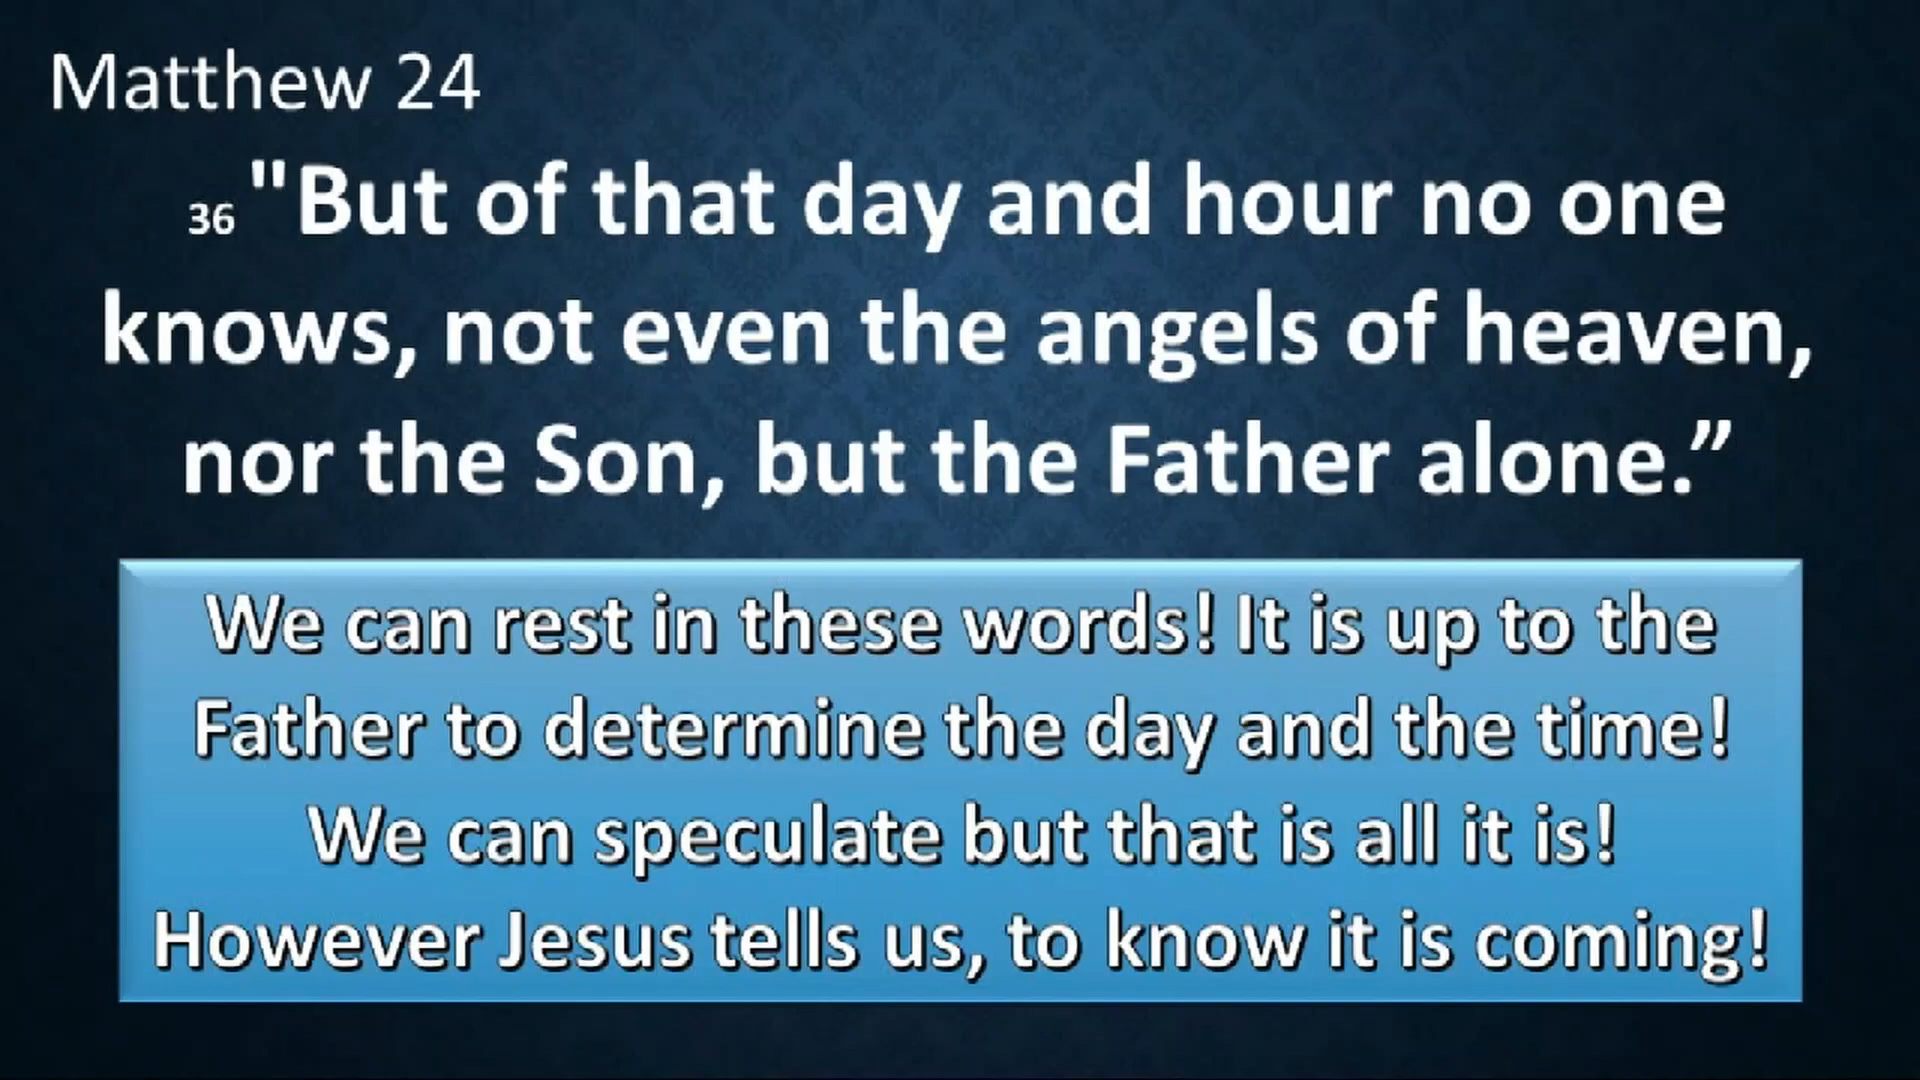 Matthew 24
36 "But of that day and hour no one
knows, not even the angels of heaven,
nor the Son, but the Father alone.”
We can rest in these words! It is up to the
Father to determine the day and the time!
We can speculate but that is all it is!
However Jesus tells us, to know it is coming!